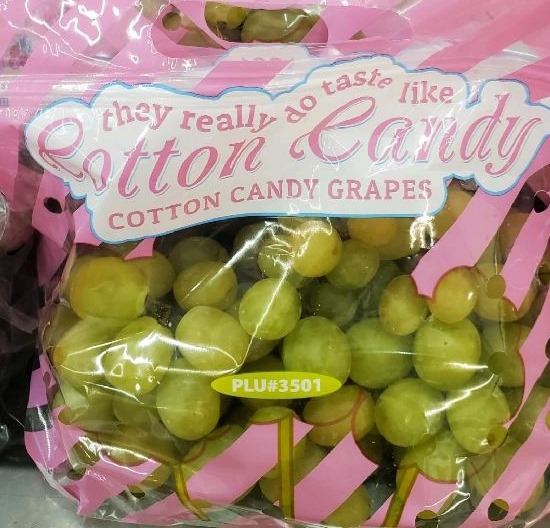 they really do taste like
Cotton Candy
COTTON CANDY GRAPES
PLU#3501